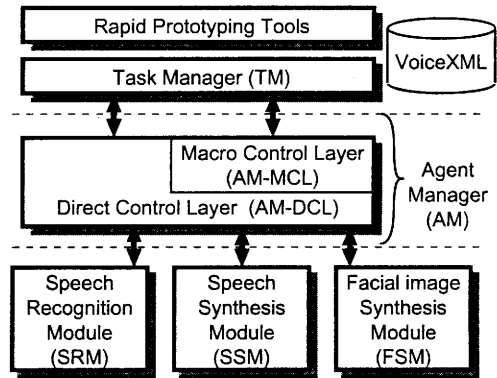 Rapid Prototyping Tools
VoiceXML
Task Manager (TM)
Macro Control Layer
(AM-MCL)
Direct Control Layer (AM-DCL)
Agent
Manager
(AM)
Speech
Recognition
Module
(SRM)
Speech
Synthesis
Module
(SSM)
Facial image
Synthesis
Module
(FSM)